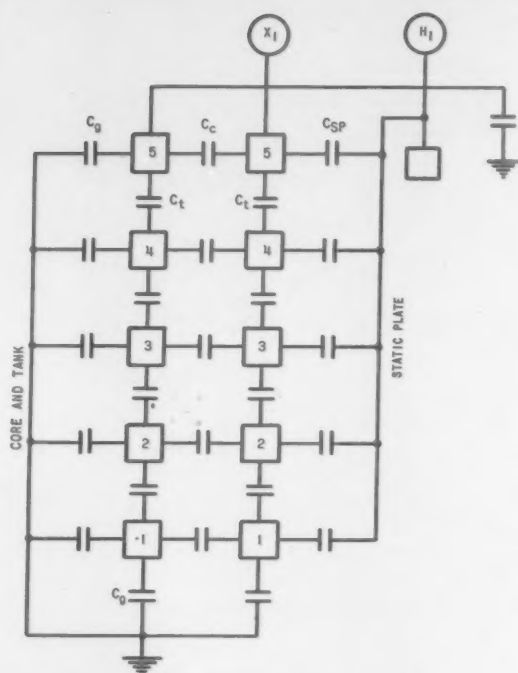 X1
H1
Cg
Cc
CSP
5
5
Ct
Ct
4
4
3
3
CORE AND TANK
STATIC PLATE
2
2
-1
1
Cg